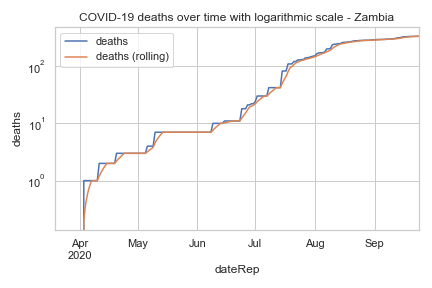 COVID-19 deaths over time with logarithmic scale - Zambia
deaths
deaths (rolling)
10²
10¹
10⁰
deaths
Apr May Jun Jul Aug Sep
2020
dateRep